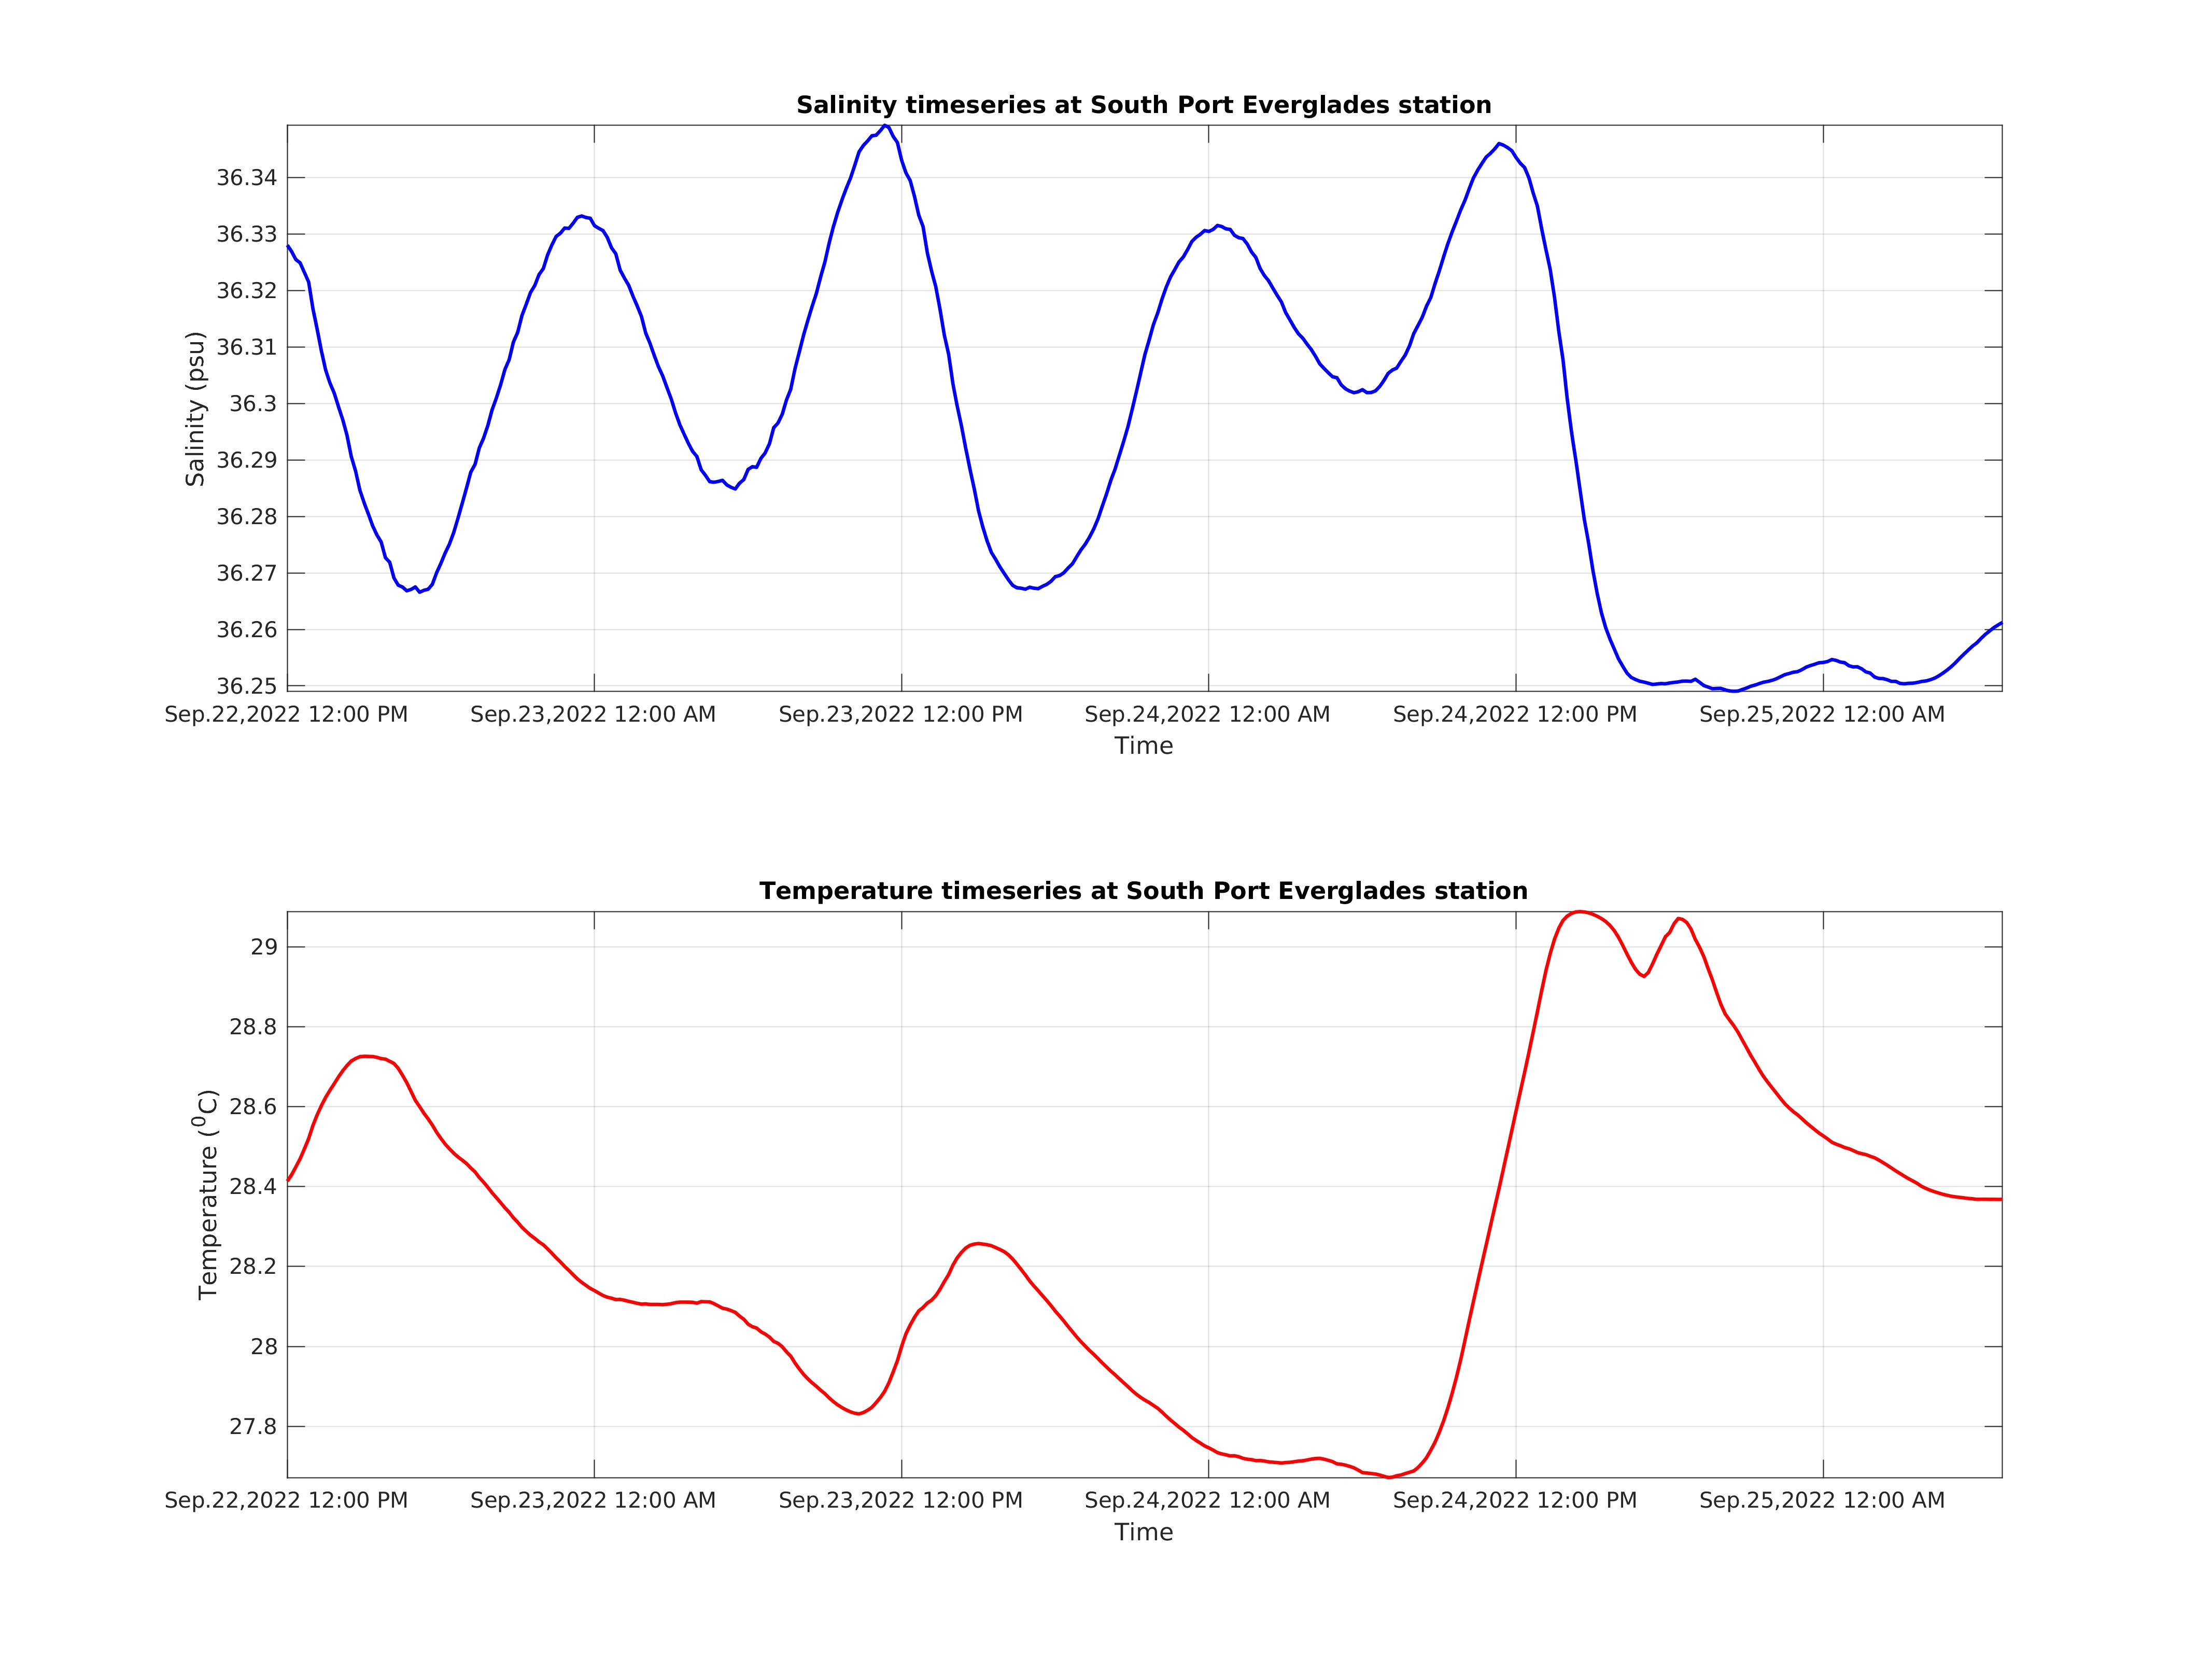 Salinity timeseries at South Port Everglades station
36.34
36.33
36.32
36.31
36.3
36.29
36.28
36.27
36.26
36.25
Salinity (psu)
Sep.22,2022 12:00 PM Sep.23,2022 12:00 AM Sep.23,2022 12:00 PM Sep.24,2022 12:00 AM Sep.24,2022 12:00 PM Sep.25,2022 12:00 AM
Time
Temperature timeseries at South Port Everglades station
29
28.8
28.6
28.4
28.2
28
27.8
Temperature (⁰C)
Sep.22,2022 12:00 PM Sep.23,2022 12:00 AM Sep.23,2022 12:00 PM Sep.24,2022 12:00 AM Sep.24,2022 12:00 PM Sep.25,2022 12:00 AM
Time